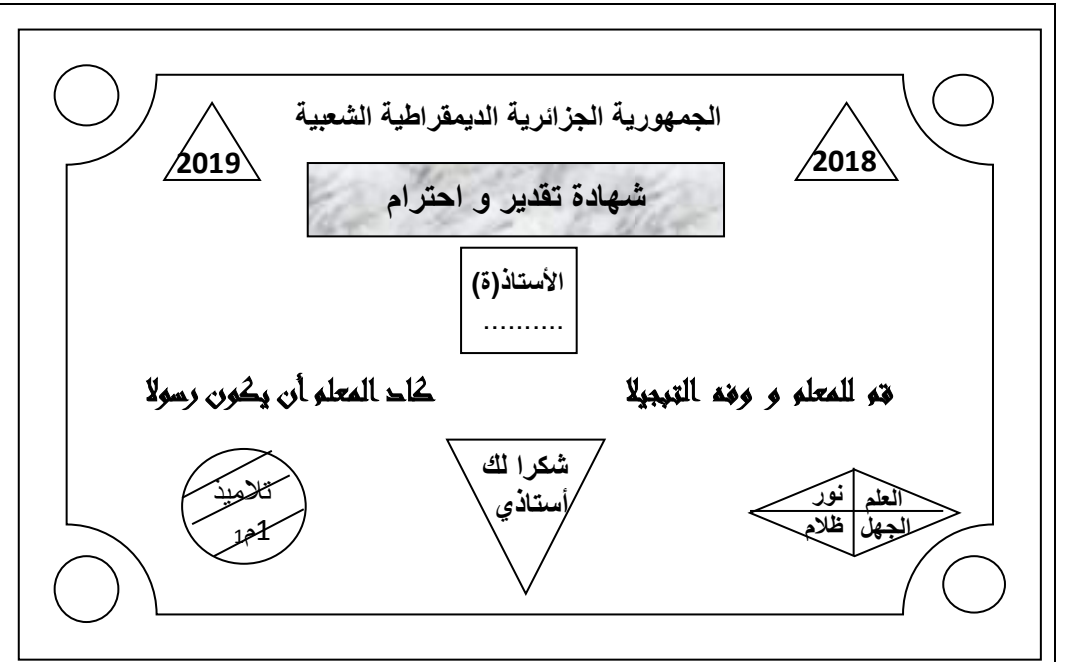 الجمهورية الجزائرية الديمقراطية الشعبية
2018
2019
شهادة تقدير و احترام
الأستاذ(ة)
..........
قم للمعلم و وفه التبجيلا
كاد المعلم أن يكون رسولا
العلم نور
الجهل ظلام
شكرا لك
أستاذي
تلاميذ
1م1